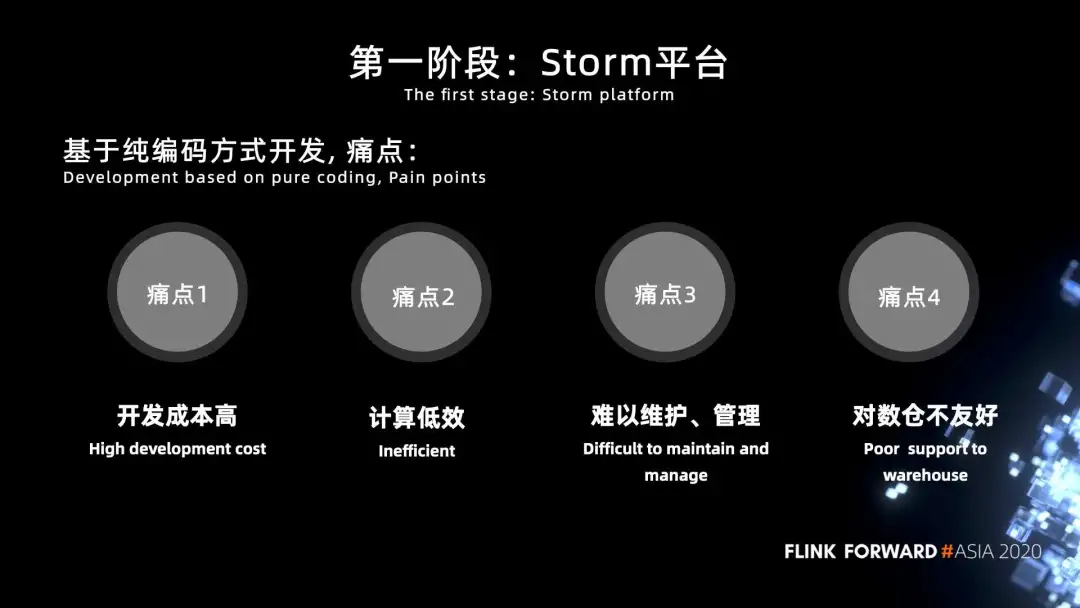 第一阶段：Storm平台
The first stage: Storm platform
基于纯编码方式开发, 痛点：
Development based on pure coding, Pain points
痛点1
痛点2
痛点3
痛点4
开发成本高
High development cost
计算低效
Inefficient
难以维护、管理
Difficult to maintain and
manage
对数仓不友好
Poor support to
warehouse
FLINK FORWARD #ASIA 2020